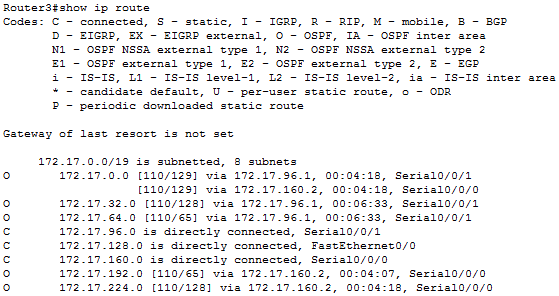 Router3#show ip route
Codes: C - connected, S - static, I - IGRP, R - RIP, M - mobile, B - BGP
       D - EIGRP, EX - EIGRP external, O - OSPF, IA - OSPF inter area
       N1 - OSPF NSSA external type 1, N2 - OSPF NSSA external type 2
       E1 - OSPF external type 1, E2 - OSPF external type 2, E - EGP
       i - IS-IS, L1 - IS-IS level-1, L2 - IS-IS level-2, ia - IS-IS inter area
       * - candidate default, U - per-user static route, o - ODR
       P - periodic downloaded static route

Gateway of last resort is not set

     172.17.0.0/19 is subnetted, 8 subnets
O       172.17.0.0 [110/129] via 172.17.96.1, 00:04:18, Serial0/0/1
                   [110/129] via 172.17.160.2, 00:04:18, Serial0/0/0
O       172.17.32.0 [110/128] via 172.17.96.1, 00:06:33, Serial0/0/1
O       172.17.64.0 [110/65] via 172.17.96.1, 00:06:33, Serial0/0/1
C       172.17.96.0 is directly connected, Serial0/0/1
C       172.17.128.0 is directly connected, FastEthernet0/0
C       172.17.160.0 is directly connected, Serial0/0/0
O       172.17.192.0 [110/65] via 172.17.160.2, 00:04:07, Serial0/0/0
O       172.17.224.0 [110/128] via 172.17.160.2, 00:04:18, Serial0/0/0